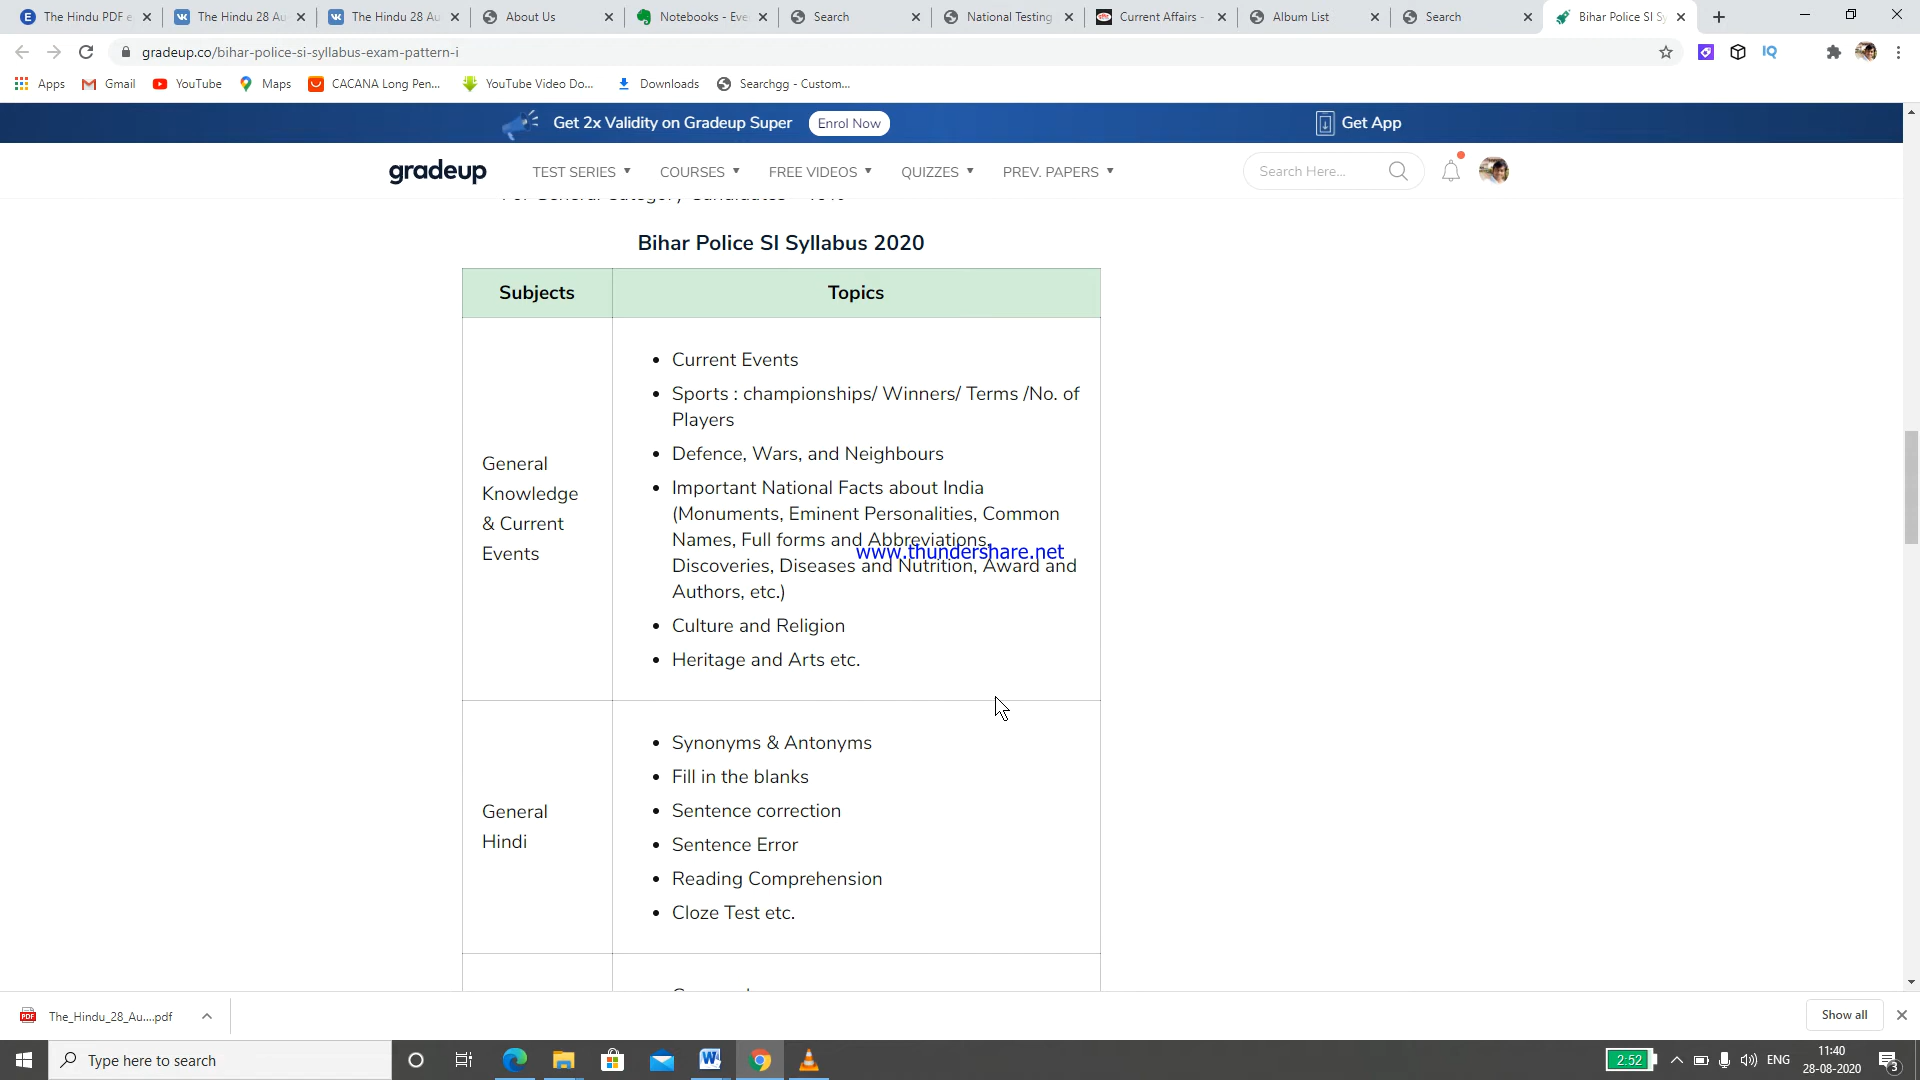 The Hindu PDF e
The Hindu 28 Au
The Hindu 28 Au
About Us
Notebooks - Eve
Search
National Testing
Current Affairs -
Album List
Search
Bihar Police SI Sy
gradeup.co/bihar-police-si-syllabus-exam-pattern-i
IQ
Apps
Gmail
YouTube
Maps
CACANA Long Pen...
YouTube Video Do...
Downloads
Searchgg - Custom...
Get 2x Validity on Gradeup Super
Enrol Now
Get App
gradeup
TEST SERIES
COURSES
FREE VIDEOS
QUIZZES
PREV. PAPERS
Search Here...
Bihar Police SI Syllabus 2020
Subjects
Topics
General
Knowledge
& Current
Events
• Current Events
• Sports : championships/ Winners/ Terms /No. of
Players
• Defence, Wars, and Neighbours
• Important National Facts about India
(Monuments, Eminent Personalities, Common
Names, Full forms and Abbreviations,
www.thundershare.net
Discoveries, Diseases and Nutrition, Award and
Authors, etc.)
• Culture and Religion
• Heritage and Arts etc.
General
Hindi
• Synonyms & Antonyms
• Fill in the blanks
• Sentence correction
• Sentence Error
• Reading Comprehension
• Cloze Test etc.
PDF
The_Hindu_28_Au....pdf
Show all
Type here to search
2:52
ENG
11:40
28-08-2020
3